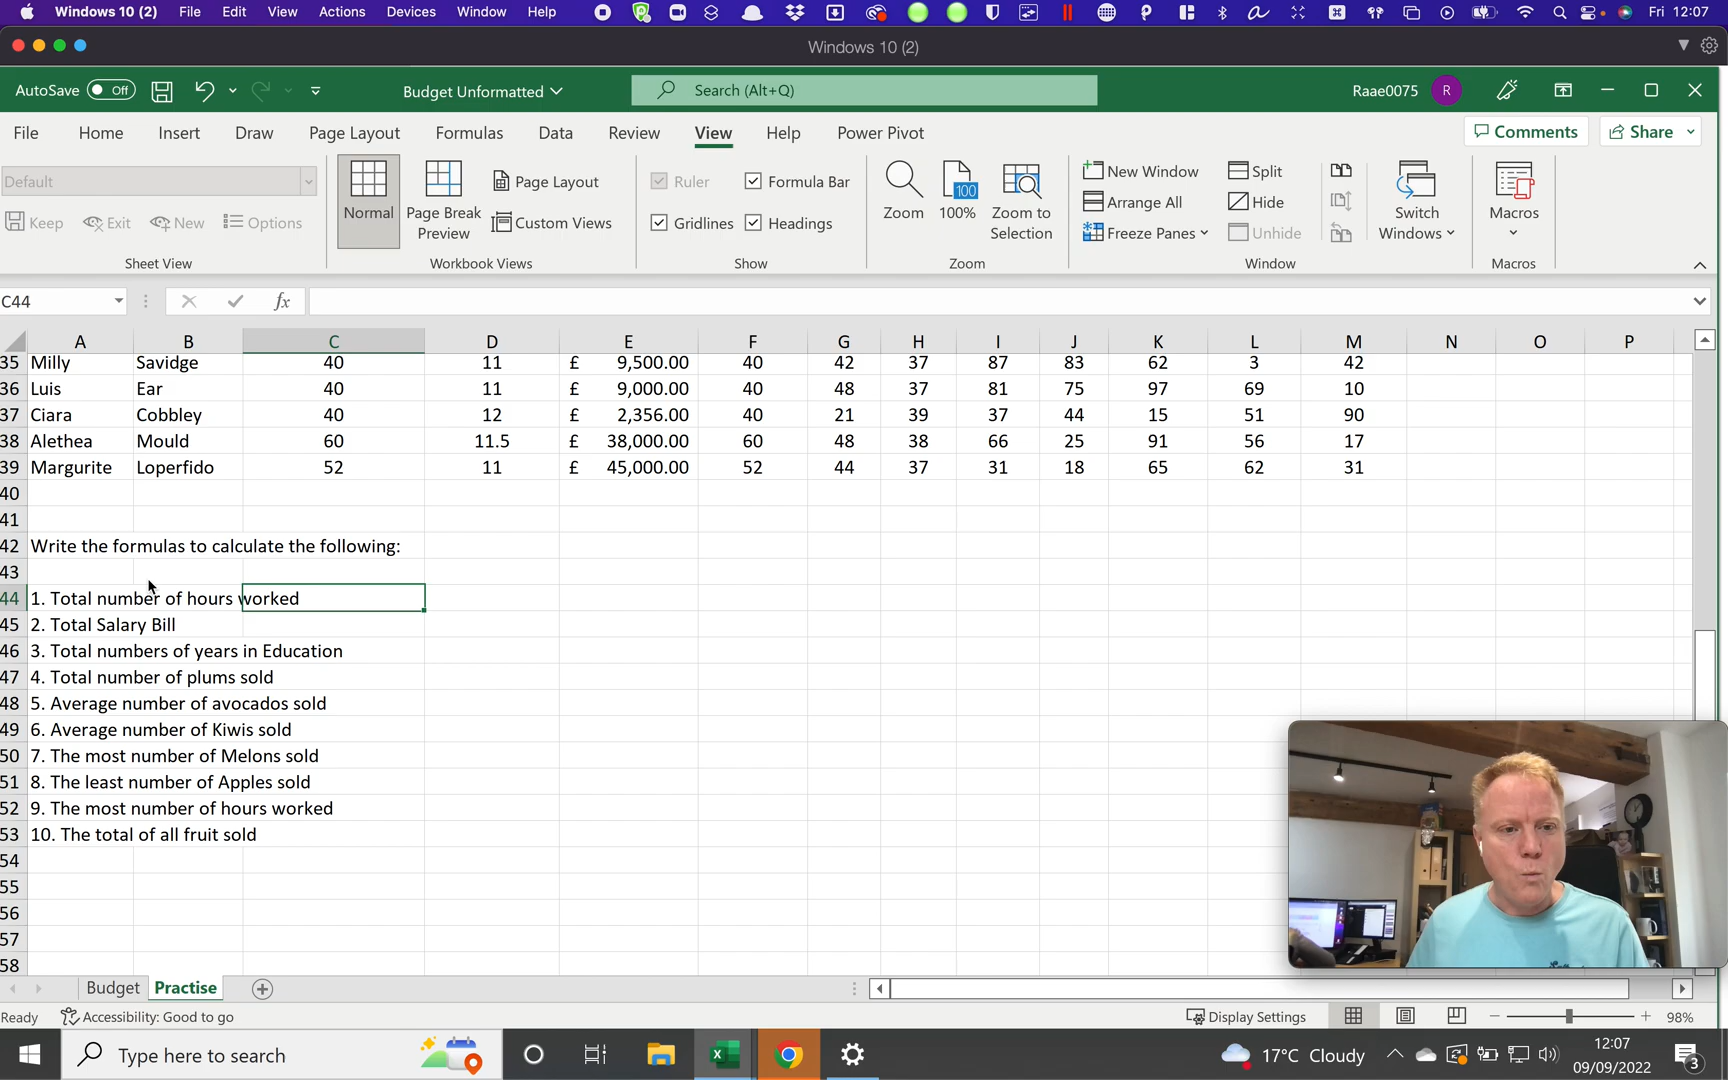 Windows 10 (2) File Edit View Actions Devices Window Help Fri 12:07
Windows 10 (2)
AutoSave Off Budget Unformatted Search (Alt+Q) Raae0075 R
File Home Insert Draw Page Layout Formulas Data Review View Help Power Pivot Comments Share
Default
Keep Exit New Options
Sheet View
Normal
Page Break Preview
Page Layout
Custom Views
Workbook Views
Ruler Formula Bar
Gridlines Headings
Show
Zoom
100
100%
Zoom to Selection
Zoom
New Window
Arrange All
Freeze Panes
Split
Hide
Unhide
Switch Windows
Window
Macros
Macros
C44 fx
A B C D E F G H I J K L M N O P
35 Milly Savidge 40 11 £ 9,500.00 40 42 37 87 83 62 3 42
36 Luis Ear 40 11 £ 9,000.00 40 48 37 81 75 97 69 10
37 Ciara Cobbley 40 12 £ 2,356.00 40 21 39 37 44 15 51 90
38 Alethea Mould 60 11.5 £ 38,000.00 60 48 38 66 25 91 56 17
39 Margurite Loperfido 52 11 £ 45,000.00 52 44 37 31 18 65 62 31
40
41
42 Write the formulas to calculate the following:
43
44 1. Total number of hours worked
45 2. Total Salary Bill
46 3. Total numbers of years in Education
47 4. Total number of plums sold
48 5. Average number of avocados sold
49 6. Average number of Kiwis sold
50 7. The most number of Melons sold
51 8. The least number of Apples sold
52 9. The most number of hours worked
53 10. The total of all fruit sold
54
55
56
57
58
Budget Practise
Ready Accessibility: Good to go Display Settings 98%
Type here to search 17°C Cloudy 12:07
09/09/2022 3